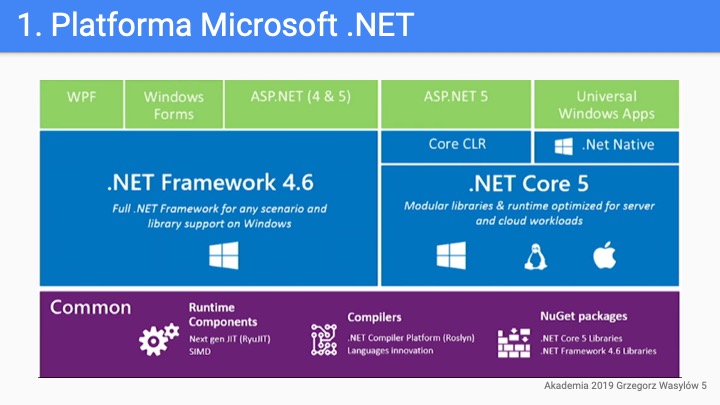 1. Platforma Microsoft .NET
WPF
Windows
Forms
ASP.NET (4 & 5)
ASP.NET 5
Universal
Windows Apps
Core CLR
.Net Native
.NET Framework 4.6
Full .NET Framework for any scenario and
library support on Windows
.NET Core 5
Modular libraries & runtime optimized for server
and cloud workloads
Common
Runtime
Components
Next gen JIT (RyuJIT)
SIMD
Compilers
.NET Compiler Platform (Roslyn)
Languages innovation
NuGet packages
.NET Core 5 Libraries
.NET Framework 4.6 Libraries
Akademia 2019 Grzegorz Wasylów 5